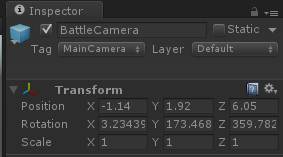 Inspector
BattleCamera Static
Tag MainCamera Layer Default
Transform
Position X -1.14 Y 1.92 Z 6.05
Rotation X 3.23439 Y 173.468 Z 359.782
Scale X 1 Y 1 Z 1